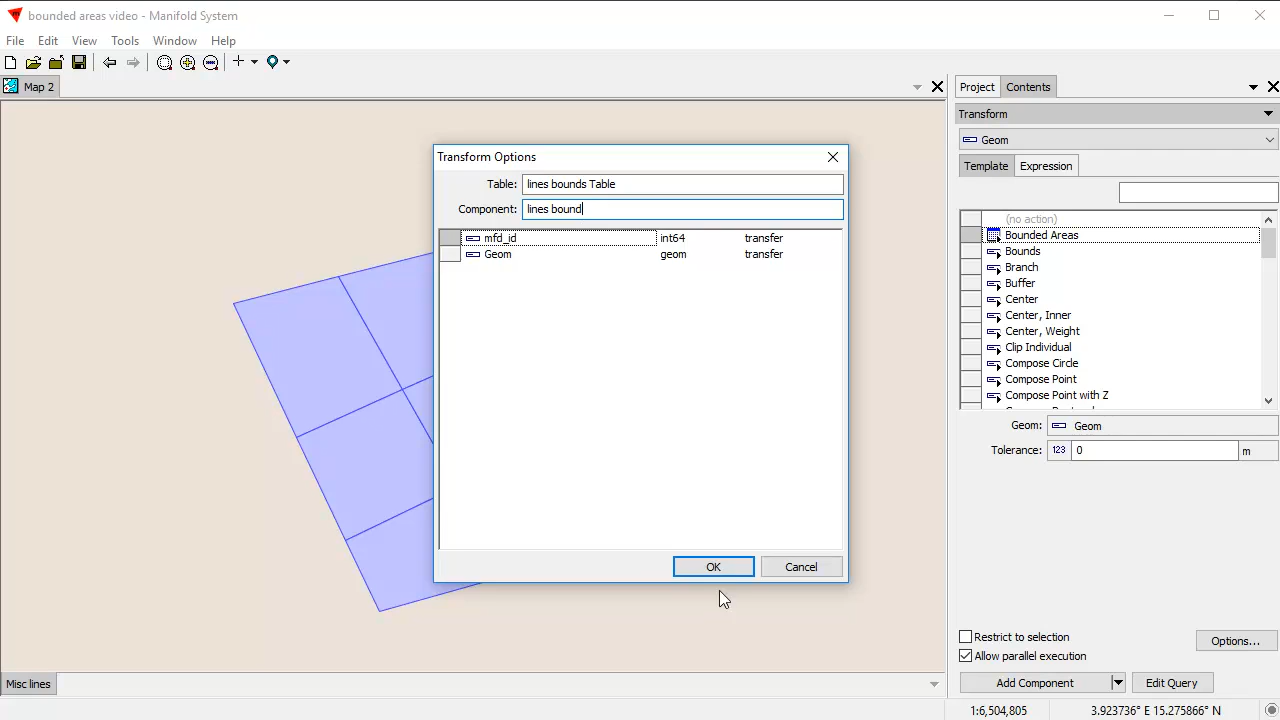 bounded areas video - Manifold System
File Edit View Tools Window Help
Map 2
Project Contents
Transform
Geom
Template Expression
(no action)
Bounded Areas
Bounds
Branch
Buffer
Center
Center, Inner
Center, Weight
Clip Individual
Compose Circle
Compose Point
Compose Point with Z
Geom: Geom
Tolerance: 123 0 m
Restrict to selection
Options...
Allow parallel execution
Add Component Edit Query
Transform Options
Table: lines bounds Table
Component: lines bound
mfd_id int64 transfer
Geom geom transfer
OK Cancel
Misc lines
1:6,504,805 3.923736° E 15.275866° N